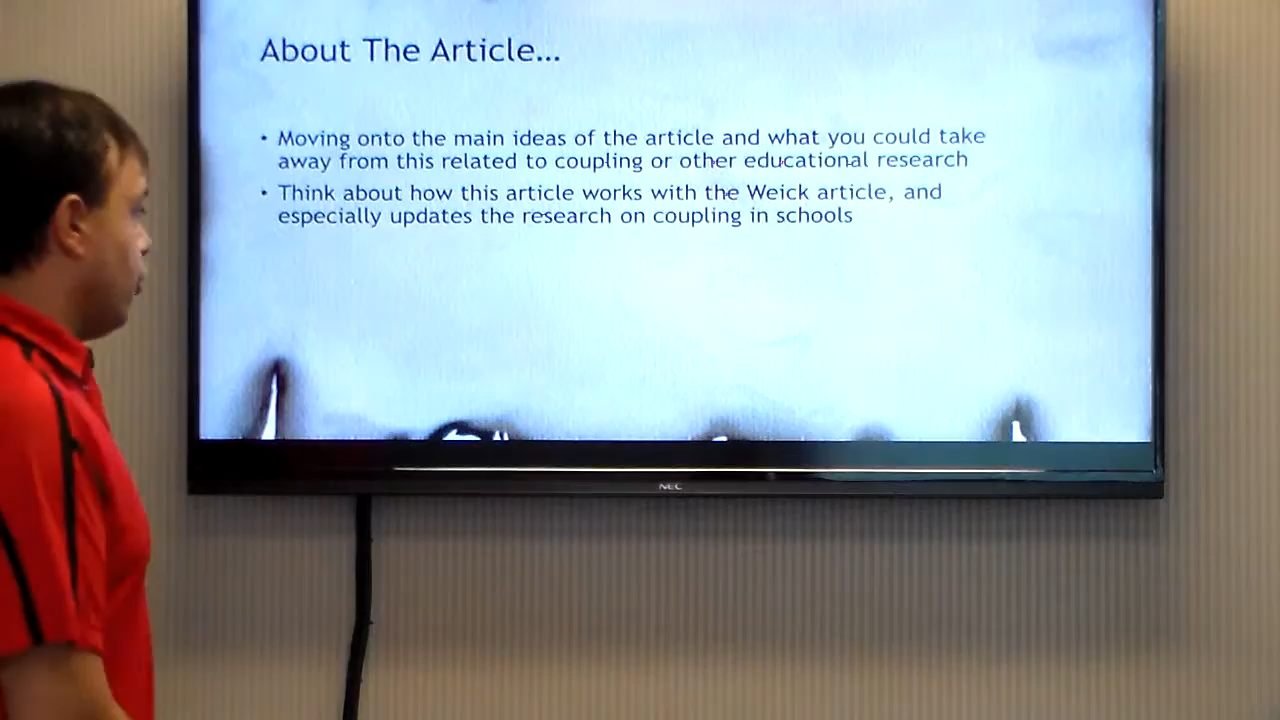 About The Article...
• Moving onto the main ideas of the article and what you could take
away from this related to coupling or other educational research
• Think about how this article works with the Weick article, and
especially updates the research on coupling in schools
NEC